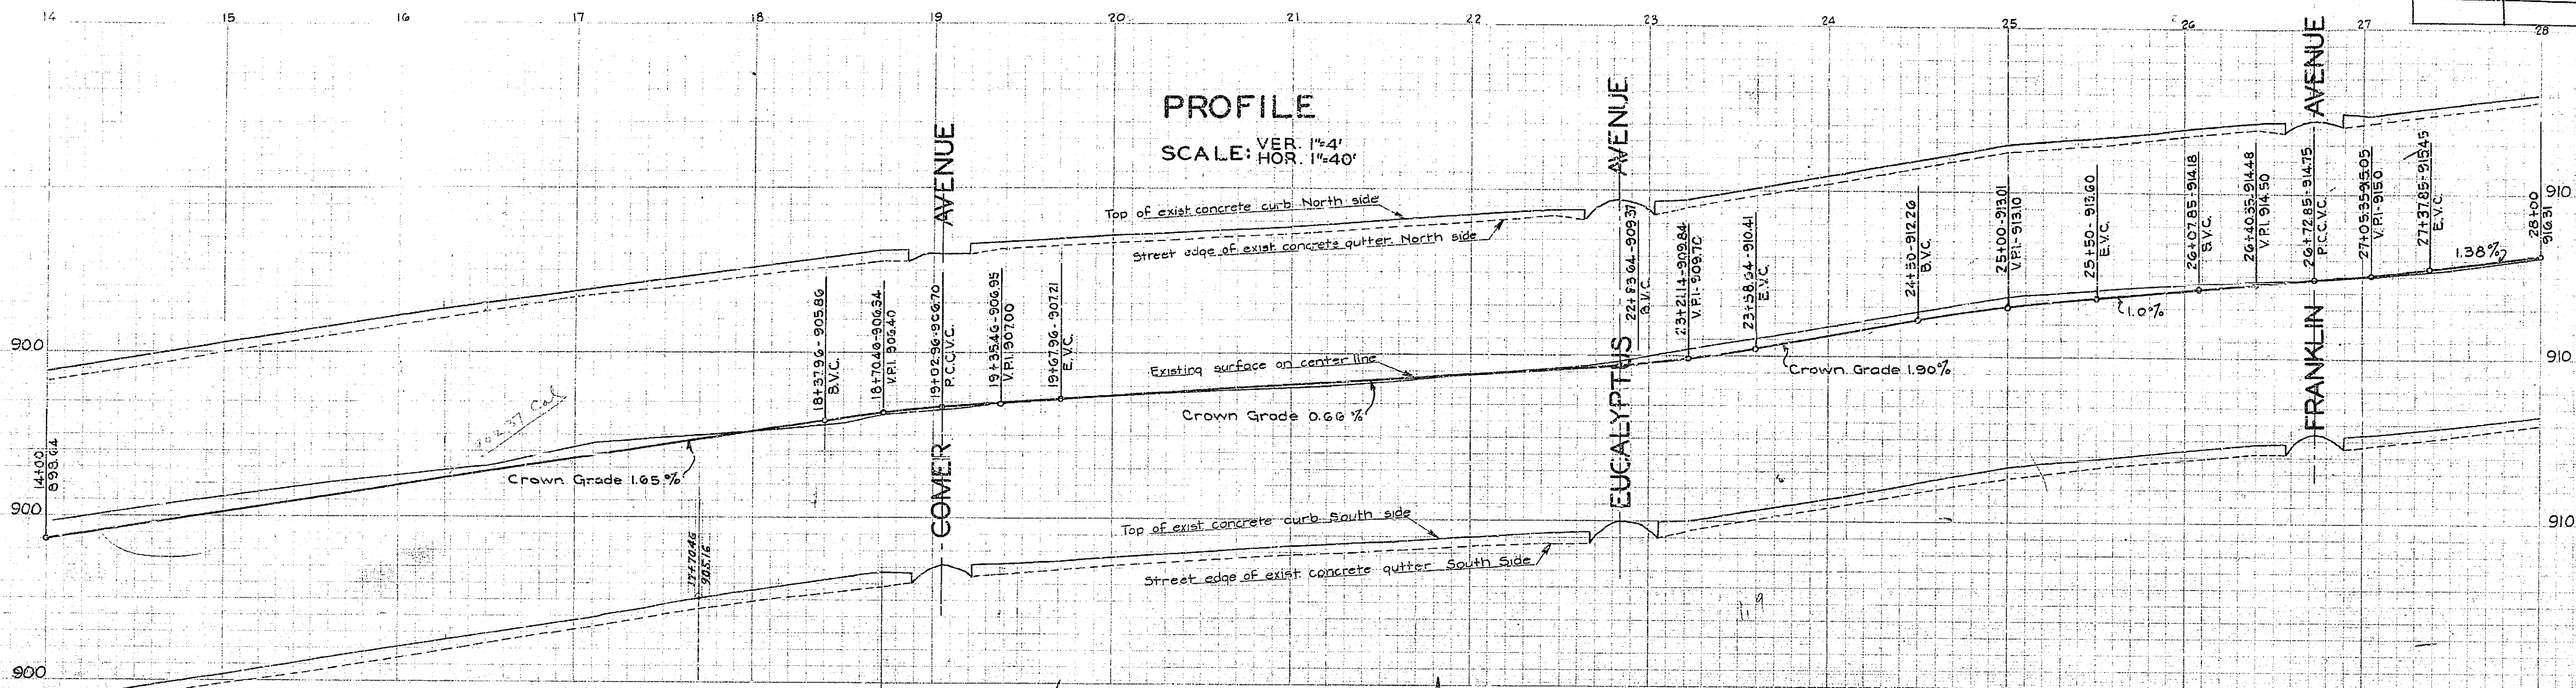 14 15 16 17 18 19 20 21 22 23 24 25 26 27 28
PROFILE
SCALE: VER. 1"=4'
HOR. 1"=40'
COMER AVENUE
EUCALYPTUS AVENUE
FRANKLIN AVENUE
Top of exist. concrete curb North side
Street edge of exist concrete gutter North side
910
900
14+00
898.64
18+37.96-905.86
B.V.C.
18+70.46-906.34
V.P.I. 906.40
19+02.96-906.70
P.C.C.V.C.
19+35.46-906.95
V.P.I. 907.00
19+67.96-907.21
E.V.C.
22+83.64-909.37
B.V.C.
23+21.14-909.84
V.P.I-909.70
23+58.64-910.41
E.V.C.
24+50-912.26
B.V.C.
25+00-913.01
V.P.I-913.10
25+50-913.60
E.V.C.
26+07.85-914.18
B.V.C.
26+40.35-914.48
V.P.I. 914.50
26+72.85-914.75
P.C.C.V.C.
27+05.35-915.05
V.P.I-915.0
27+37.85-915.45
E.V.C.
1.38%
28+00
916.31
Existing surface on center line
910
1.0%
Crown Grade 1.90%
Crown Grade 0.66%
902.37 Cal
Crown Grade 1.65%
900
910
Top of exist concrete curb South side
Street edge of exist. concrete gutter South Side
17+70.46
905.16
900